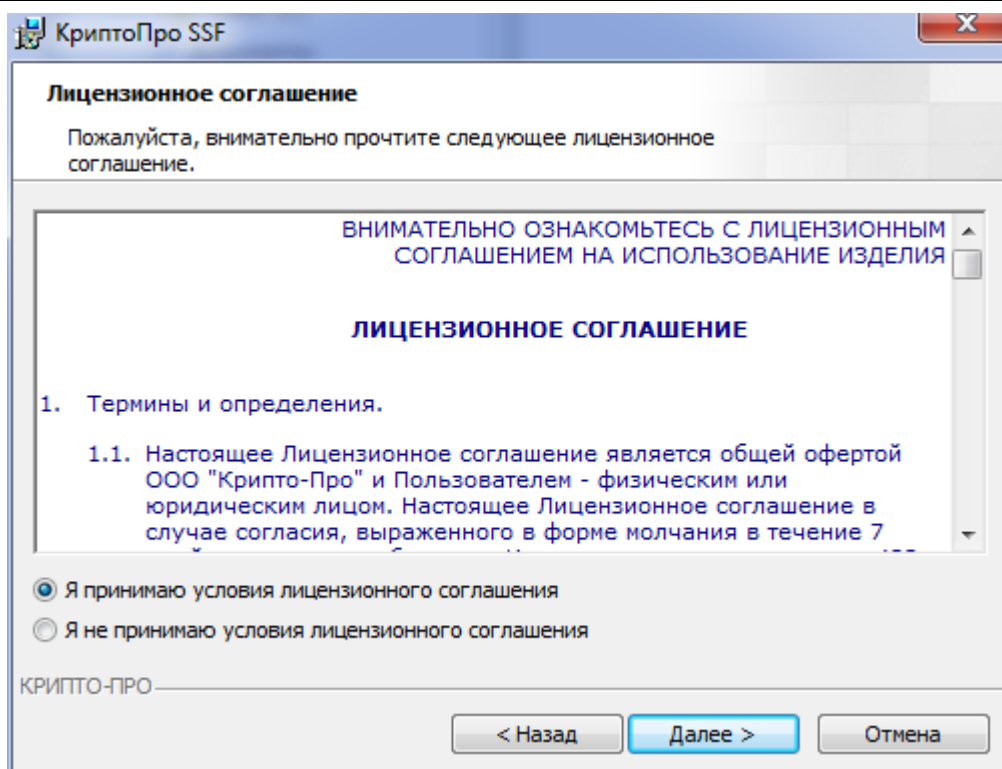 КриптоПро SSF
Лицензионное соглашение
Пожалуйста, внимательно прочтите следующее лицензионное
соглашение.
ВНИМАТЕЛЬНО ОЗНАКОМЬТЕСЬ С ЛИЦЕНЗИОННЫМ
СОГЛАШЕНИЕМ НА ИСПОЛЬЗОВАНИЕ ИЗДЕЛИЯ
ЛИЦЕНЗИОННОЕ СОГЛАШЕНИЕ
1. Термины и определения.
1.1. Настоящее Лицензионное соглашение является общей офертой
ООО "Крипто-Про" и Пользователем - физическим или
юридическим лицом. Настоящее Лицензионное соглашение в
случае согласия, выраженного в форме молчания в течение 7
Я принимаю условия лицензионного соглашения
Я не принимаю условия лицензионного соглашения
КРИПТО-ПРО
< Назад
Далее >
Отмена